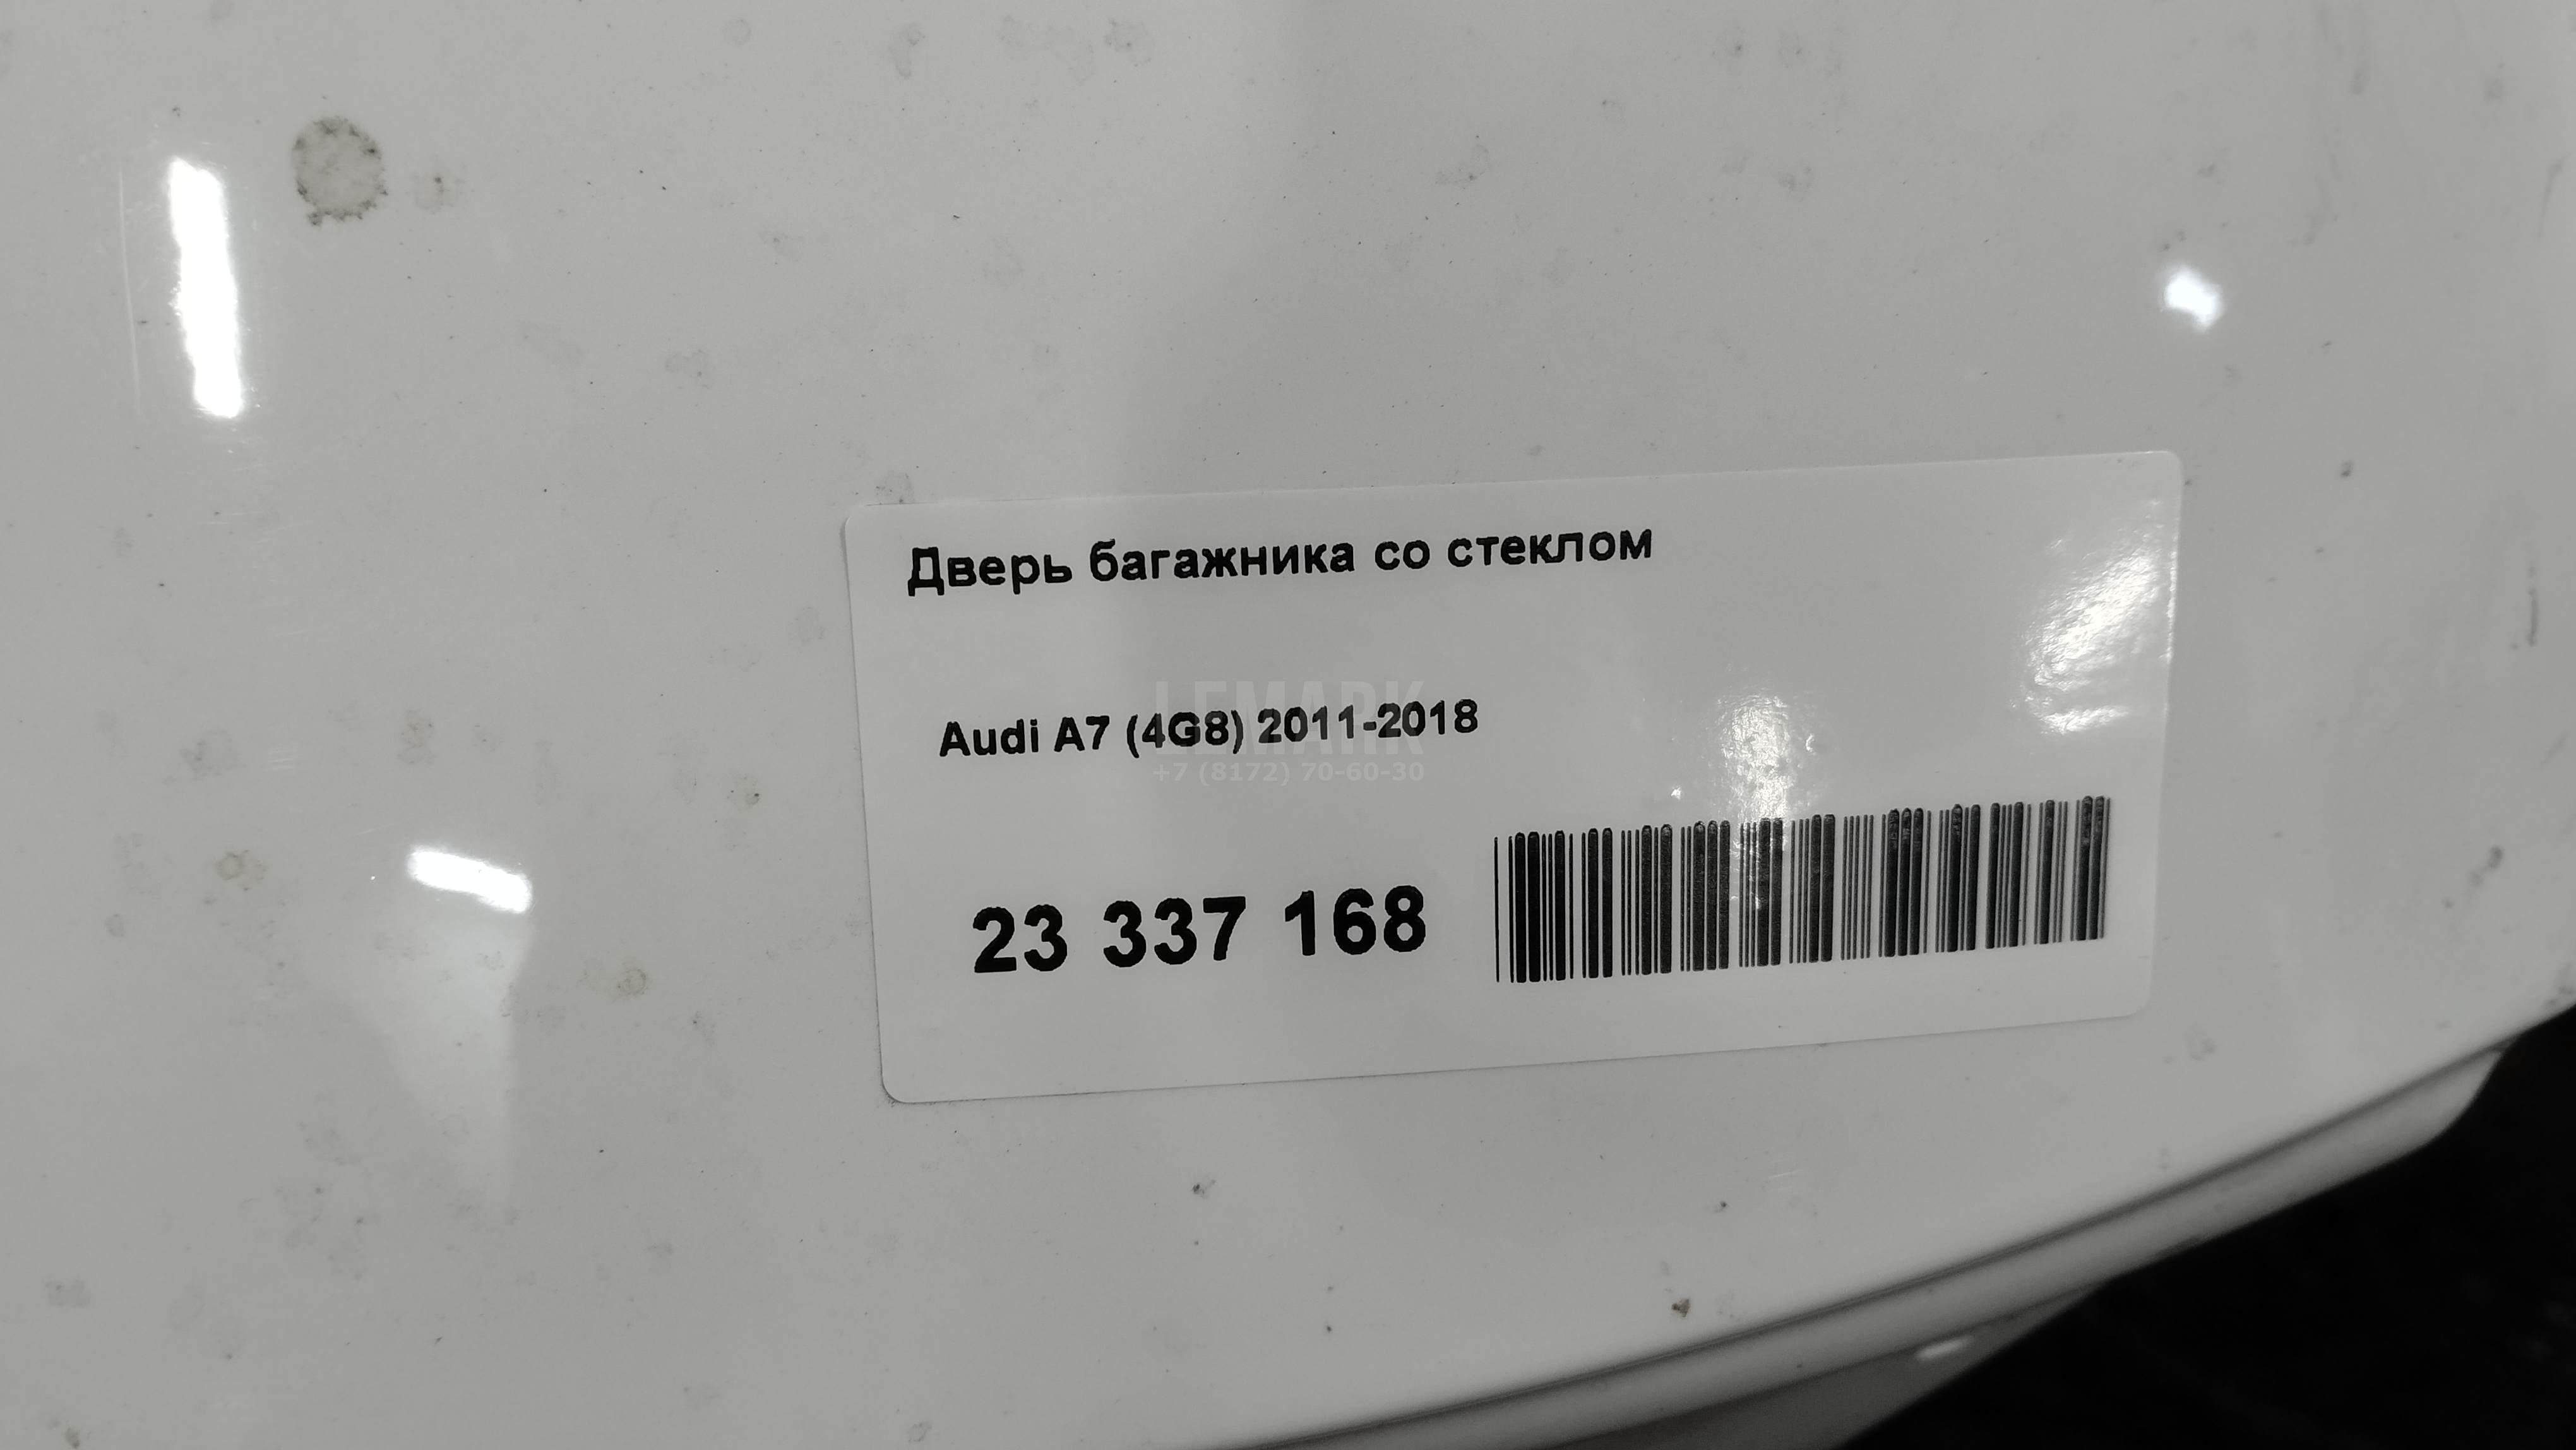 Дверь багажника со стеклом
Audi A7 (4G8) 2011-2018
LEMARK
+7 (8172) 70-60-30
23 337 168